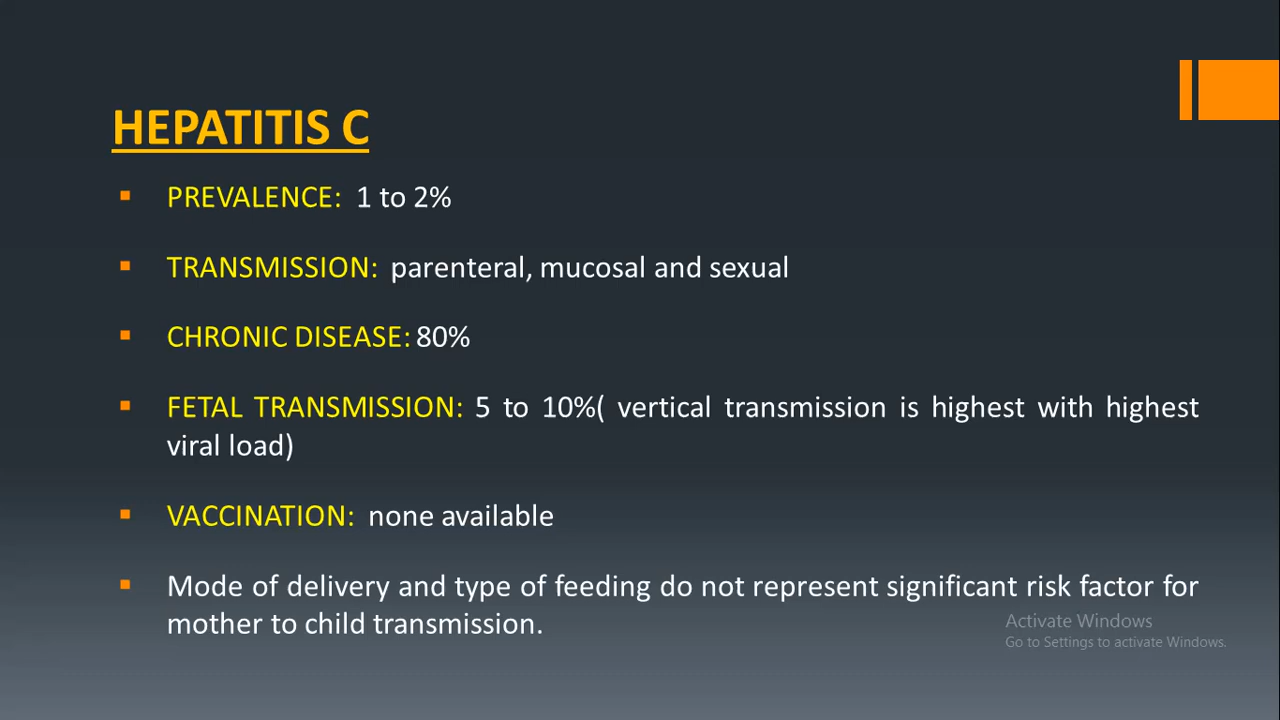 HEPATITIS C
PREVALENCE: 1 to 2%
TRANSMISSION: parenteral, mucosal and sexual
CHRONIC DISEASE: 80%
FETAL TRANSMISSION: 5 to 10%( vertical transmission is highest with highest
viral load)
VACCINATION: none available
Mode of delivery and type of feeding do not represent significant risk factor for
mother to child transmission.
Activate Windows
Go to Settings to activate Windows.